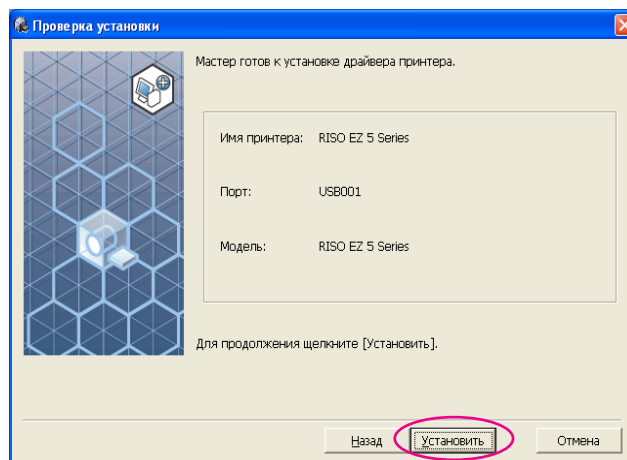 Проверка установки
Мастер готов к установке драйвера принтера.
Имя принтера: RISO EZ 5 Series
Порт: USB001
Модель: RISO EZ 5 Series
Для продолжения щелкните [Установить].
Назад Установить Отмена